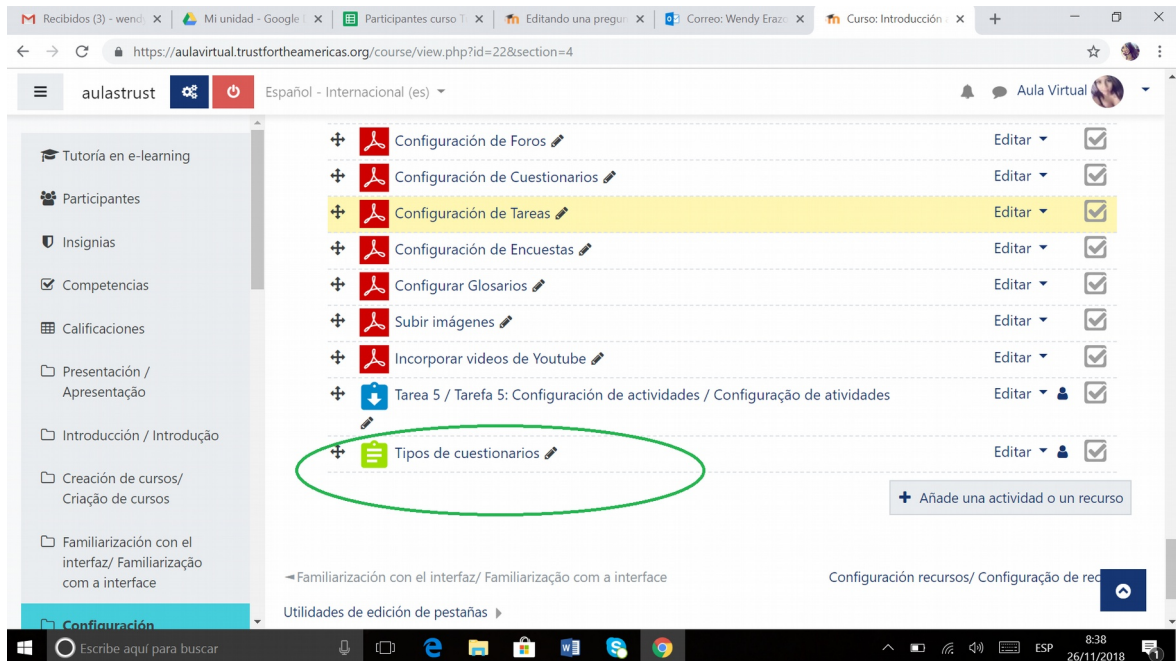 Recibidos (3) - wend
Mi unidad - Google
Participantes curso T
Editando una pregun
Correo: Wendy Erazo
Curso: Introducción
https://aulavirtual.trustfortheamericas.org/course/view.php?id=22&section=4
aulastrust
Español - Internacional (es)
Aula Virtual
Tutoría en e-learning
Participantes
Insignias
Competencias
Calificaciones
Presentación /
Apresentação
Introducción / Introdução
Creación de cursos/
Criação de cursos
Familiarización con el
interfaz/ Familiarização
com a interface
Configuración
Configuración de Foros Editar
Configuración de Cuestionarios Editar
Configuración de Tareas Editar
Configuración de Encuestas Editar
Configurar Glosarios Editar
Subir imágenes Editar
Incorporar videos de Youtube Editar
Tarea 5 / Tarefa 5: Configuración de actividades / Configuração de atividades Editar
Tipos de cuestionarios Editar
Añade una actividad o un recurso
Familiarización con el interfaz/ Familiarização com a interface
Configuración recursos/ Configuração de rec
Utilidades de edición de pestañas
Escribe aquí para buscar
ESP
8:38
26/11/2018